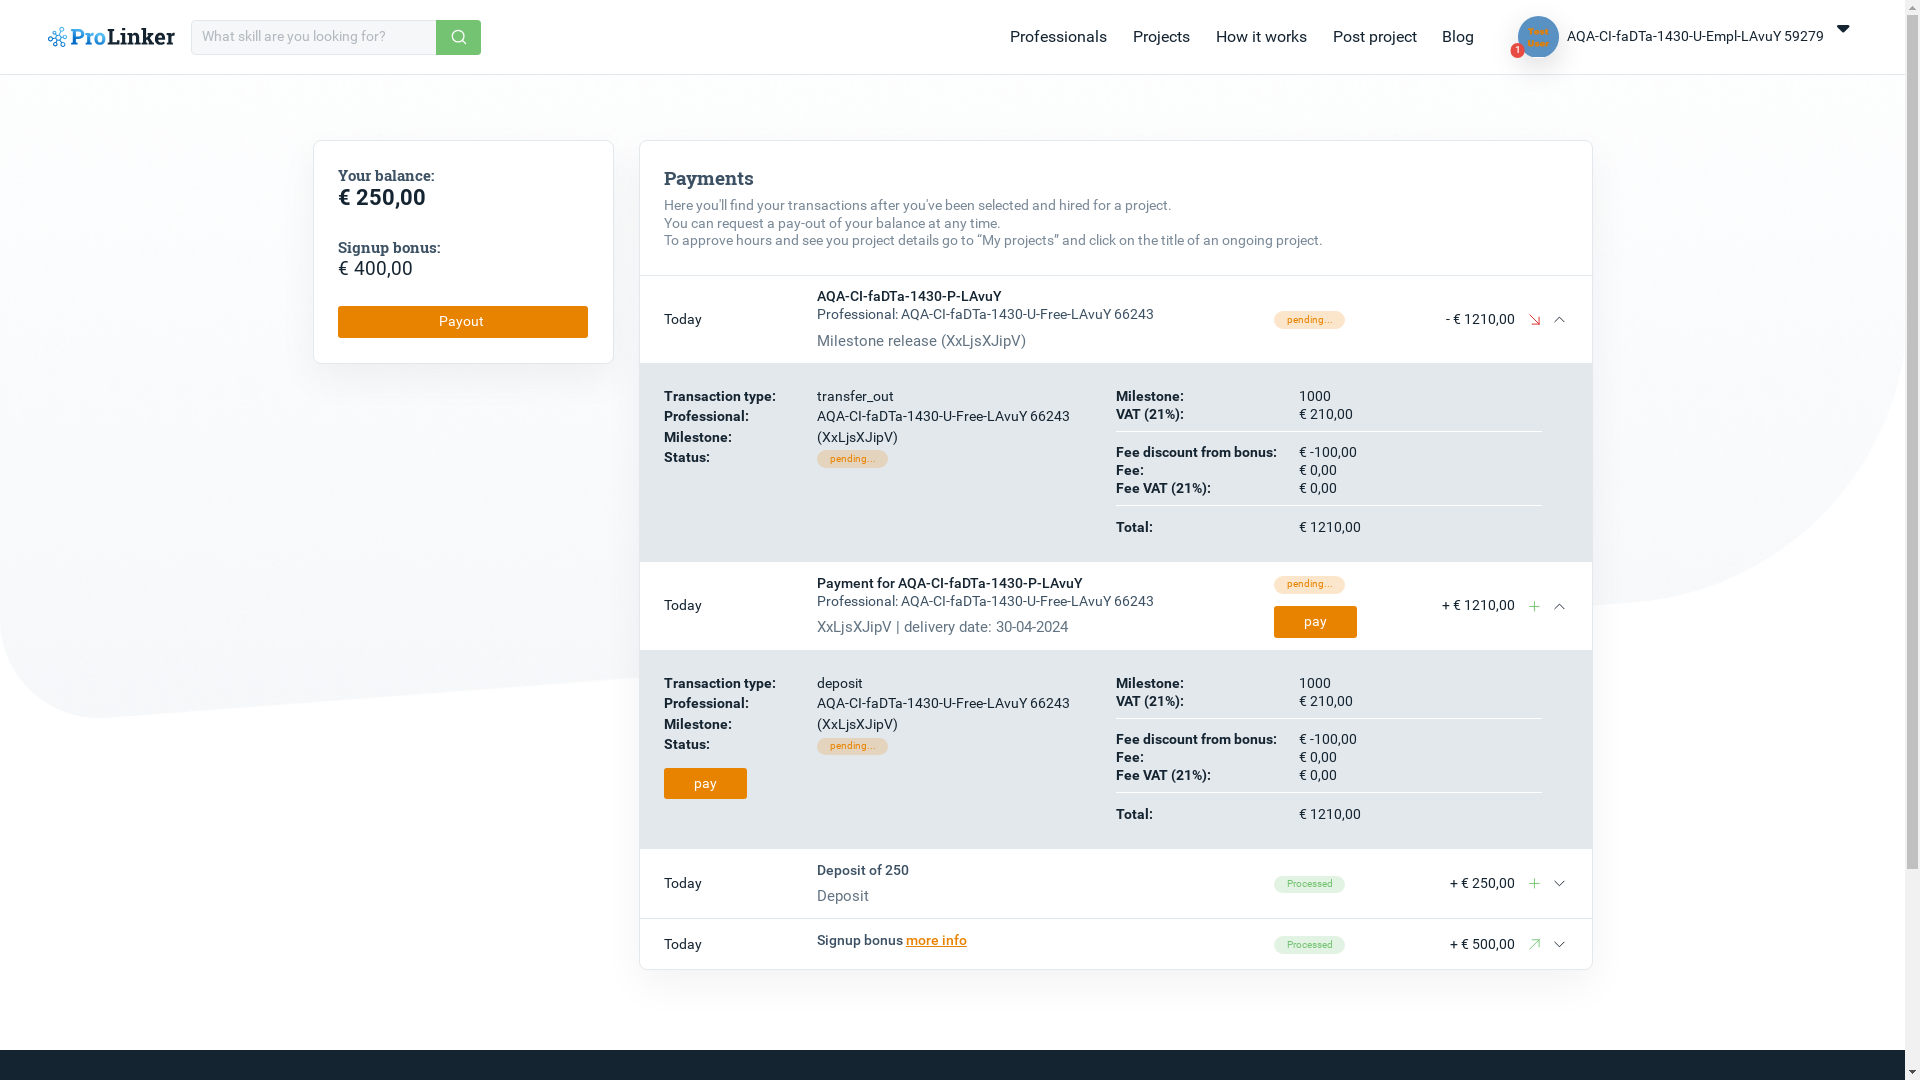 ProLinker
What skill are you looking for?
Professionals
Projects
How it works
Post project
Blog
Test
User
1
AQA-CI-faDTa-1430-U-Empl-LAvuY 59279
Your balance:
€ 250,00
Signup bonus:
€ 400,00
Payout
Payments
Here you'll find your transactions after you've been selected and hired for a project.
You can request a pay-out of your balance at any time.
To approve hours and see you project details go to “My projects” and click on the title of an ongoing project.
Today
AQA-CI-faDTa-1430-P-LAvuY
Professional: AQA-CI-faDTa-1430-U-Free-LAvuY 66243
Milestone release (XxLjsXJipV)
pending...
- € 1210,00
Transaction type: transfer_out
Professional: AQA-CI-faDTa-1430-U-Free-LAvuY 66243
Milestone: (XxLjsXJipV)
Status: pending...
Milestone: 1000
VAT (21%): € 210,00
Fee discount from bonus: € -100,00
Fee: € 0,00
Fee VAT (21%): € 0,00
Total: € 1210,00
Today
Payment for AQA-CI-faDTa-1430-P-LAvuY
Professional: AQA-CI-faDTa-1430-U-Free-LAvuY 66243
XxLjsXJipV | delivery date: 30-04-2024
pending...
pay
+ € 1210,00
Transaction type: deposit
Professional: AQA-CI-faDTa-1430-U-Free-LAvuY 66243
Milestone: (XxLjsXJipV)
Status: pending...
pay
Milestone: 1000
VAT (21%): € 210,00
Fee discount from bonus: € -100,00
Fee: € 0,00
Fee VAT (21%): € 0,00
Total: € 1210,00
Today
Deposit of 250
Deposit
Processed
+ € 250,00
Today
Signup bonus more info
Processed
+ € 500,00